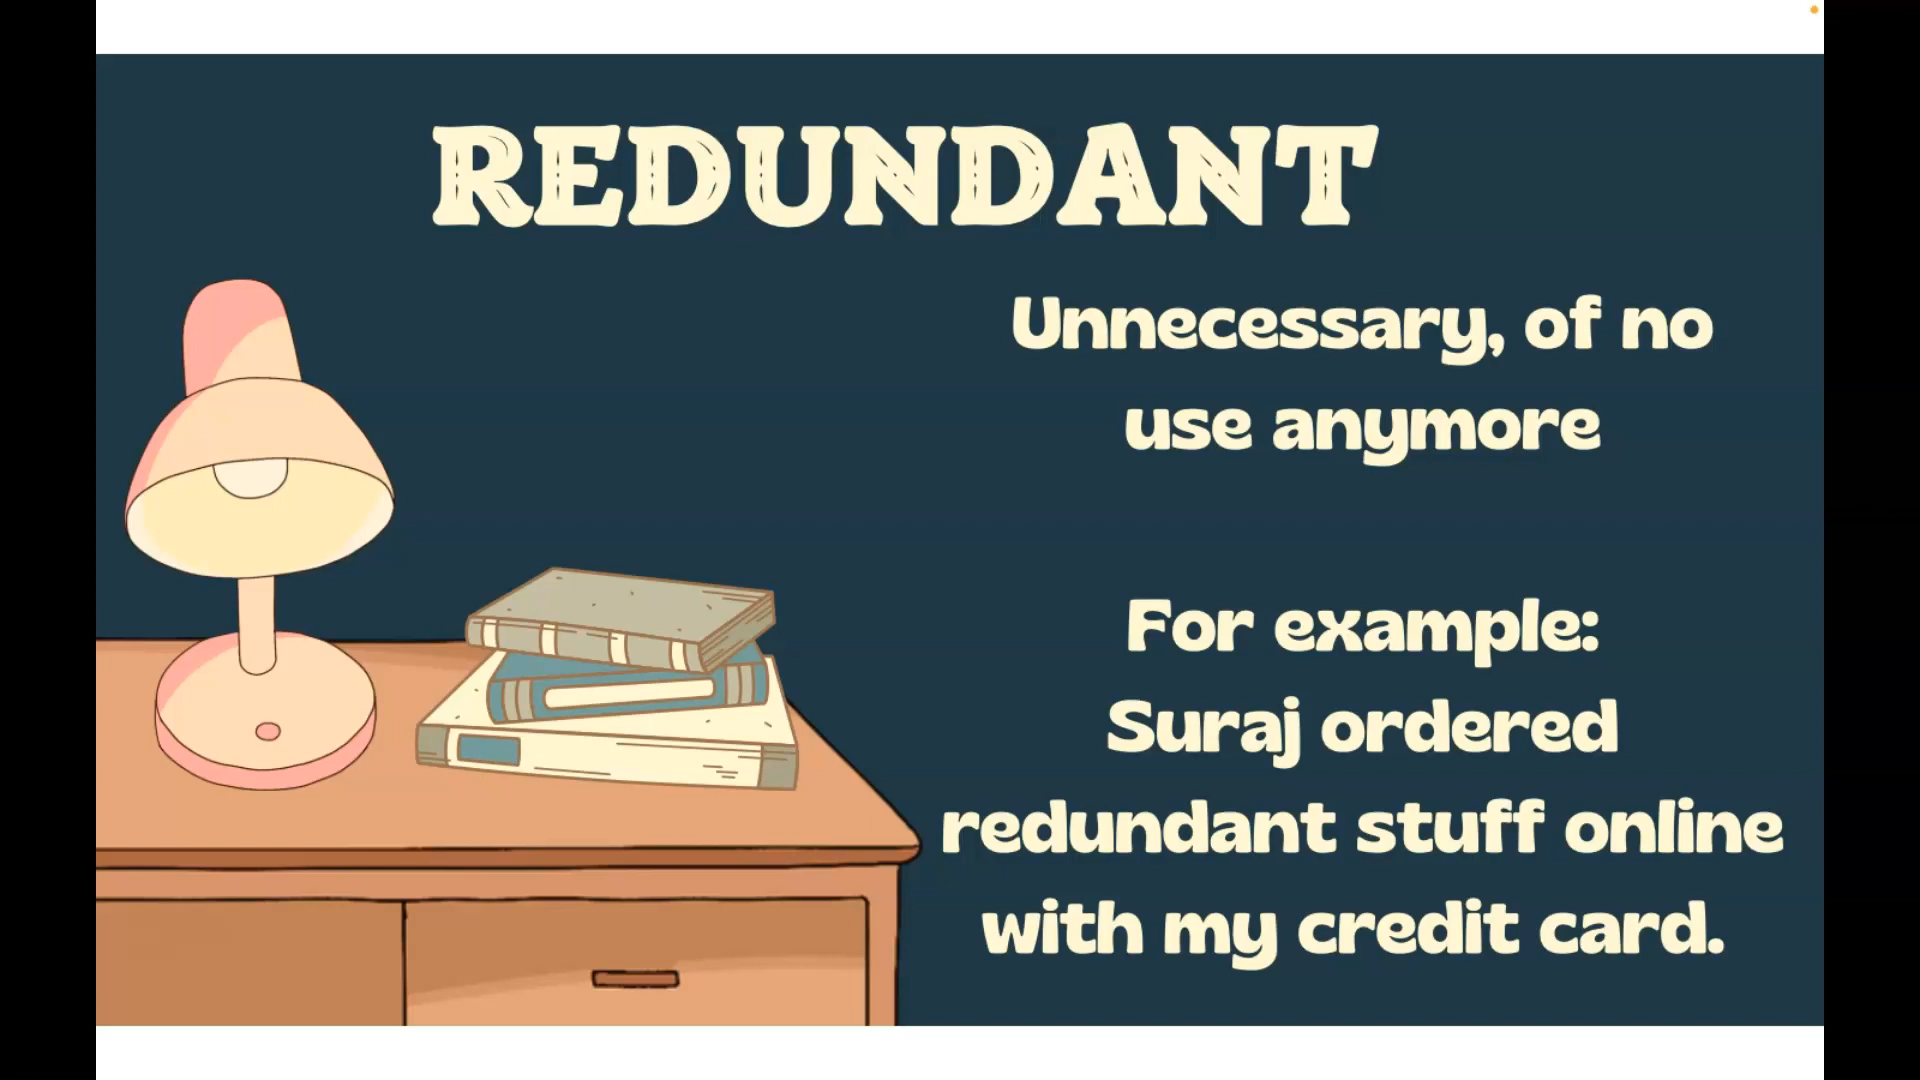 REDUNDANT
Unnecessary, of no
use anymore
For example:
Suraj ordered
redundant stuff online
with my credit card.